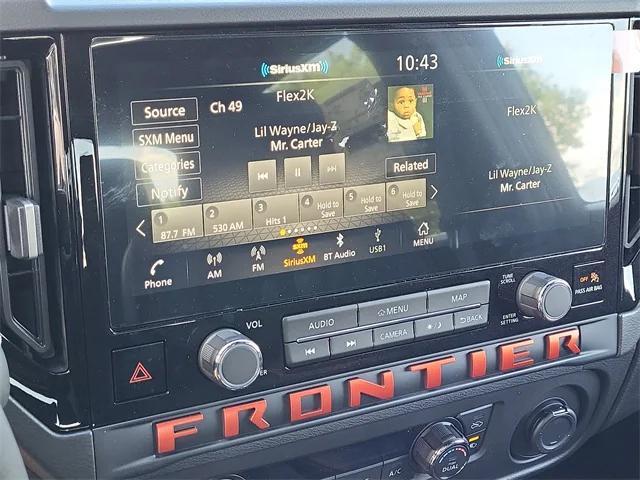 SiriusXM
10:43
SiriusXM
Source
Ch 49
Flex2K
Flex2K
SXM Menu
Lil Wayne/Jay-Z
Mr. Carter
Categories
Related
Lil Wayne/Jay-Z
Mr. Carter
Notify
1
87.7 FM
2
530 AM
3
Hits 1
4
Hold to
Save
5
Hold to
Save
6
Hold to
Save
Phone
AM
FM
SXM
SiriusXM
BT Audio
USB1
MENU
TUNE
SCROLL
OFF
PASS AIR BAG
VOL
AUDIO
MENU
MAP
CAMERA
BACK
ENTER
SETTING
FRONTIER
A/C
DUAL